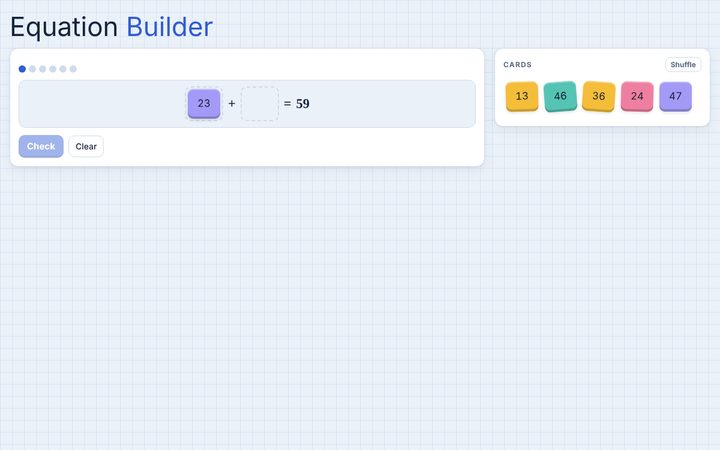 Equation Builder
23 + = 59
Check Clear
CARDS Shuffle
13 46 36 24 47